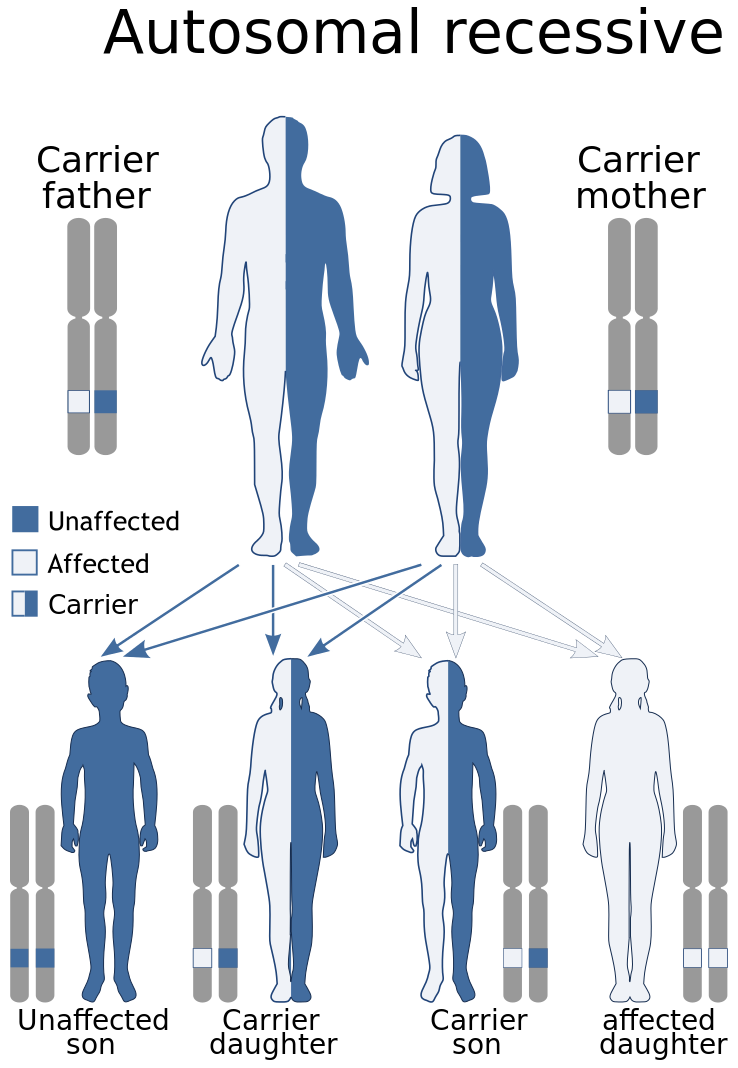 Autosomal recessive
Carrier
father
Carrier
mother
Unaffected
Affected
Carrier
Unaffected
son
Carrier
daughter
Carrier
son
affected
daughter